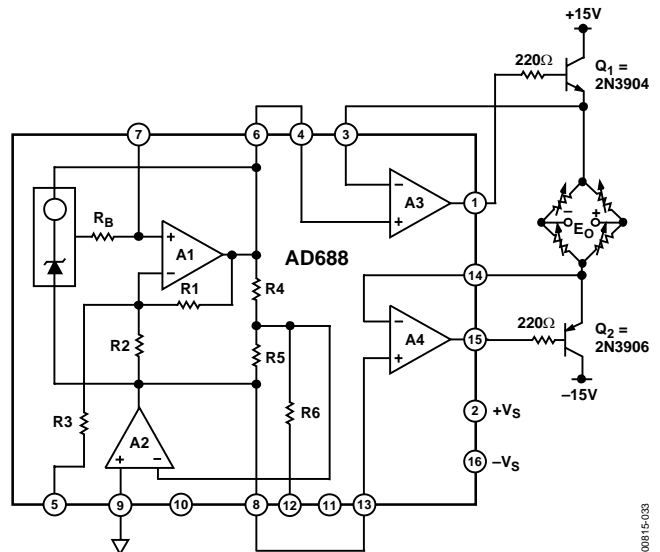 +15V
220Ω
Q1 =
2N3904
7
6
4
3
RB
A1
+
–
R1
AD688
R4
A3
–
+
1
–
+
EO
14
R2
R5
A4
–
+
15
220Ω
Q2 =
2N3906
–15V
R3
R6
A2
+
–
2
+VS
16
–VS
5
9
10
8
12
11
13
00815-033